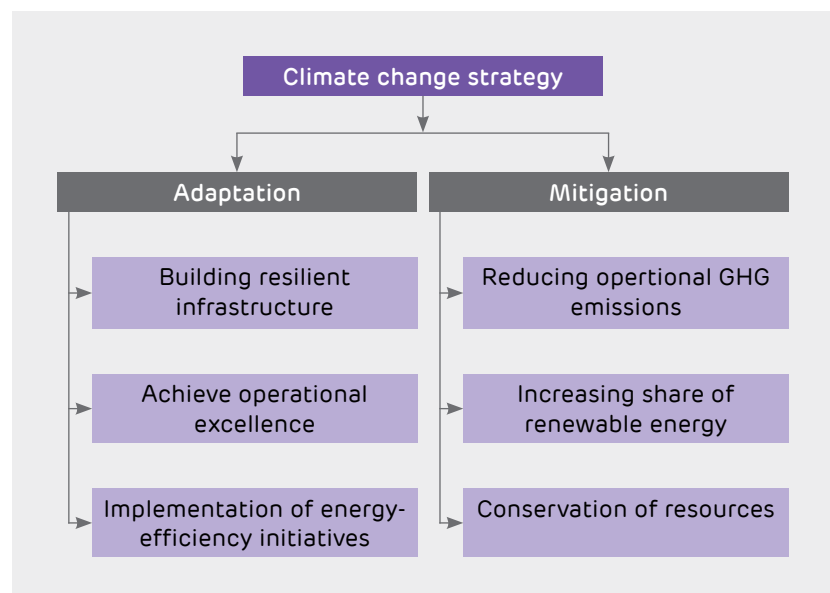 Climate change strategy
Adaptation
Building resilient
infrastructure
Achieve operational
excellence
Implementation of energy-
efficiency initiatives
Mitigation
Reducing opertional GHG
emissions
Increasing share of
renewable energy
Conservation of resources